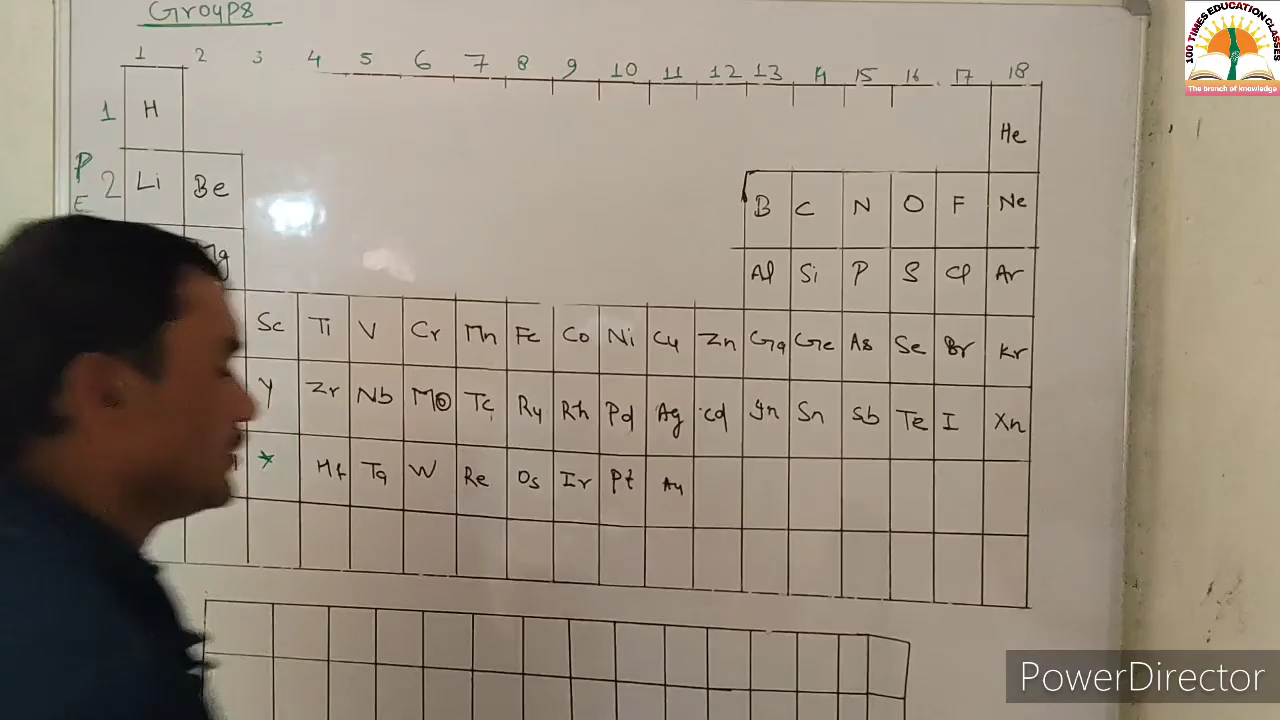 Groups
1 2 3 4 5 6 7 8 9 10 11 12 13 14 15 16 17 18
1 H He
P
2 Li Be B C N O F Ne
E
Mg Al Si P S Cl Ar
Sc Ti V Cr Mn Fe Co Ni Cu Zn Ga Ge As Se Br Kr
Y Zr Nb Mo Tc Ru Rh Pd Ag Cd In Sn Sb Te I Xn
* Hf Ta W Re Os Ir Pt Au
100 TIMES EDUCATION CLASSES
The branch of knowledge
PowerDirector